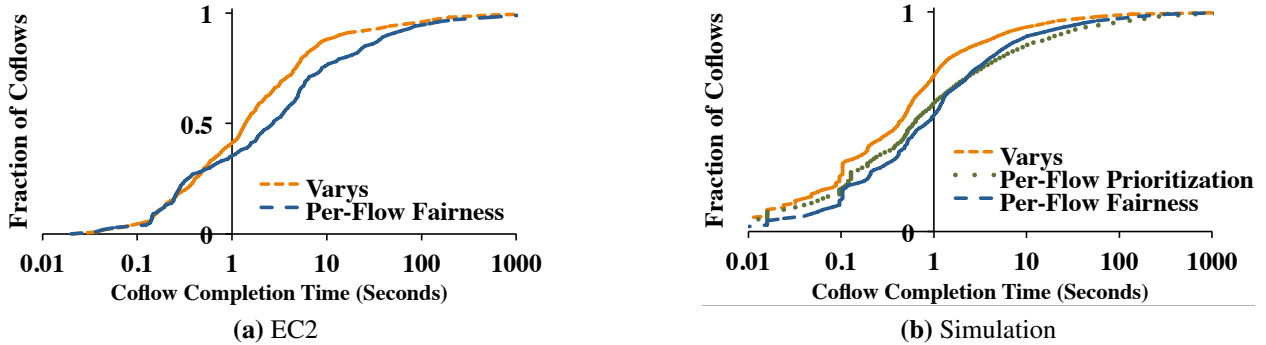 Fraction of Coflows
1
0.5
0
Varys
Per-Flow Fairness
0.01 0.1 1 10 100 1000
Coflow Completion Time (Seconds)
(a) EC2
Fraction of Coflows
1
0.5
0
Varys
Per-Flow Prioritization
Per-Flow Fairness
0.01 0.1 1 10 100 1000
Coflow Completion Time (Seconds)
(b) Simulation